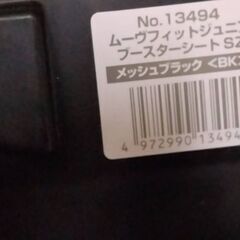 No.13494
ムーヴフィットジュニ
ブースターシート SZ
メッシュブラック <BK
4 972990 13494